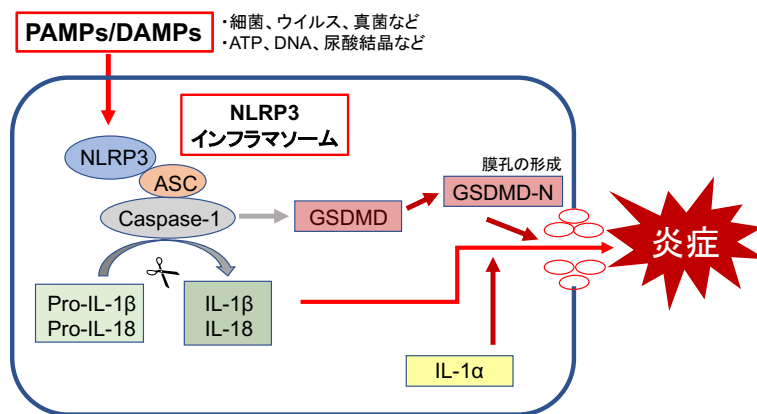 PAMPs/DAMPs
・細菌、ウイルス、真菌など
・ATP、DNA、尿酸結晶など
NLRP3
インフラマソーム
NLRP3
ASC
Caspase-1
膜孔の形成
GSDMD-N
GSDMD
炎症
Pro-IL-1β
Pro-IL-18
IL-1β
IL-18
IL-1α